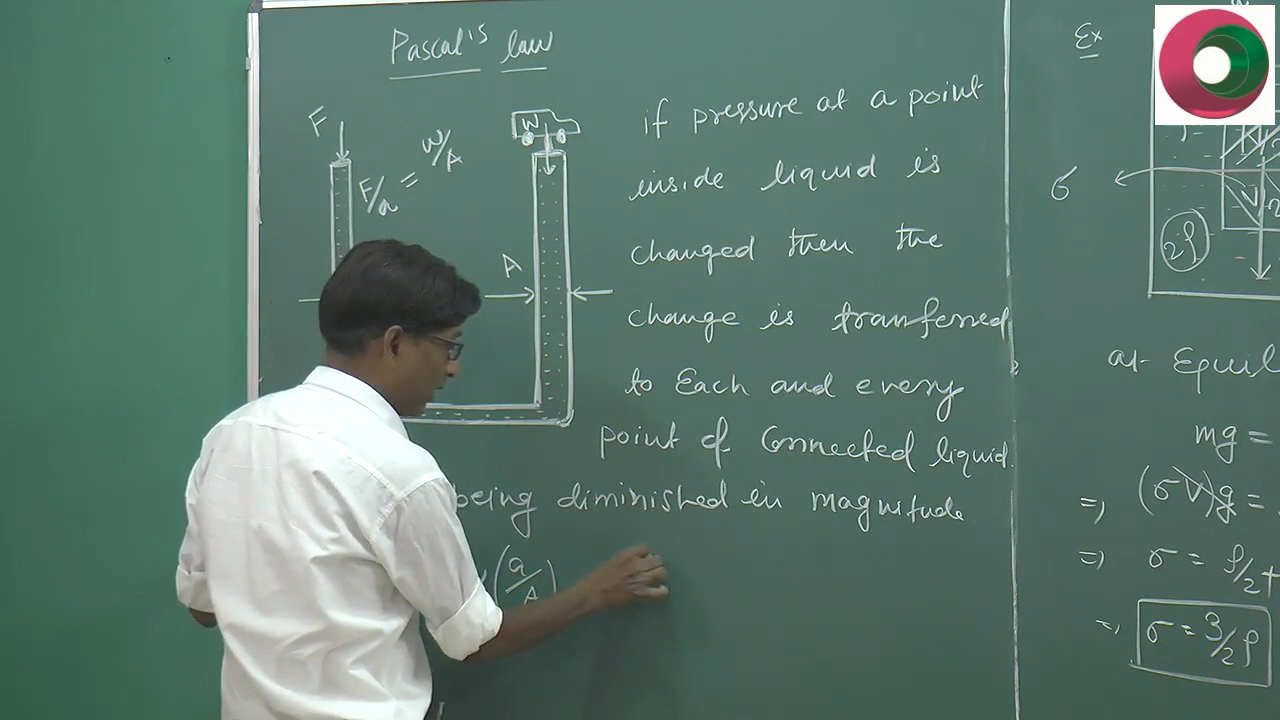 Pascal's law
F
W
F/a = W/A
A
if pressure at a point
inside liquid is
changed then the
change is transferred
to Each and every
point of Connected liquid.
being diminished in magnitude
(a/A)
Ex
σ
2ρ
at Equil
mg =
⇒ (σV)g =
⇒ σ = ρ/2 +
⇒ σ = 3/2 ρ